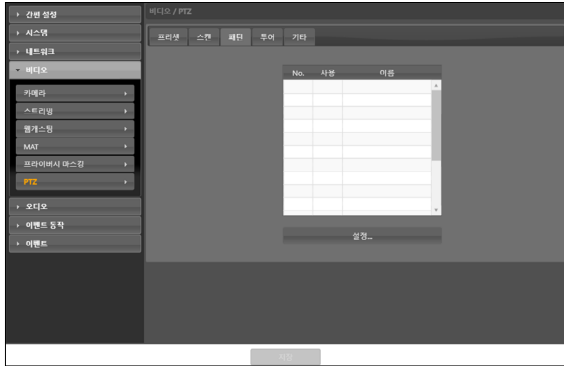 간편 설정
시스템
네트워크
비디오
카메라
스트리밍
웹캐스팅
MAT
프라이버시 마스킹
PTZ
오디오
이벤트 동작
이벤트
비디오 / PTZ
프리셋 스캔 패턴 투어 기타
No. 사용 이름
설정...
저장